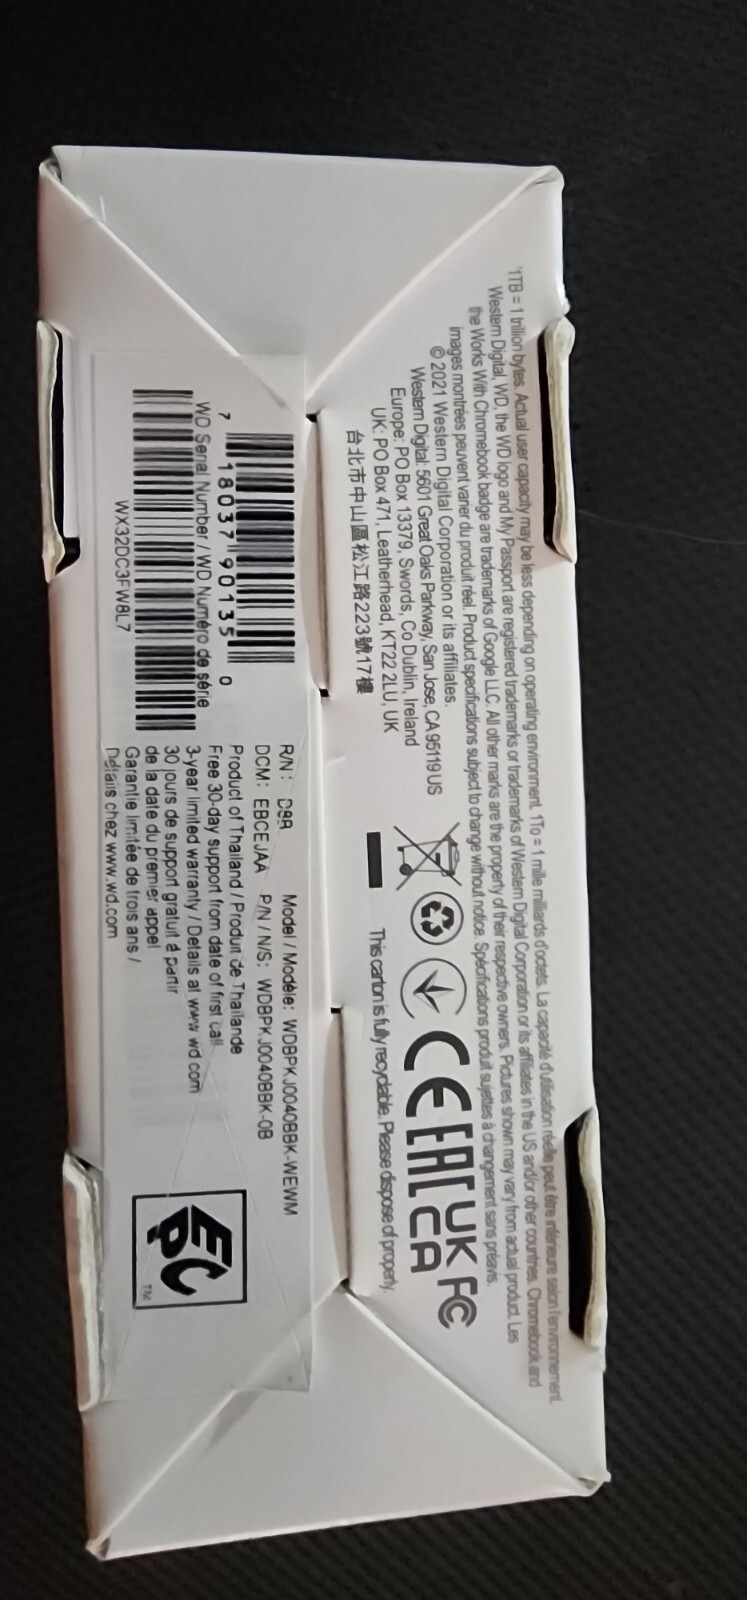 *1TB = 1 trillion bytes. Actual user capacity may be less depending on operating environment. 1To = 1 mille milliards d'octets. La capacité d'utilisation réelle peut être inférieure selon l'environnement.
Western Digital, WD, the WD logo and My Passport are registered trademarks or trademarks of Western Digital Corporation or its affiliates in the US and/or other countries. Chromebook and
the Works With Chromebook badge are trademarks of Google LLC. All other marks are the property of their respective owners. Pictures shown may vary from actual product. Les
images montrées peuvent varier du produit réel. Product specifications subject to change without notice. Spécifications produit sujettes à changement sans préavis.
© 2021 Western Digital Corporation or its affiliates.
Western Digital: 5601 Great Oaks Parkway, San Jose, CA 95119 US
Europe: PO Box 13379, Swords, Co Dublin, Ireland
UK: PO Box 471, Leatherhead, KT22 2LU, UK
台北市中山區松江路223號17樓
CE EAC UK CA FC
This carton is fully recyclable. Please dispose of properly.
7 18037 90135 0
WD Serial Number / WD Numéro de série
WX32DC3FW8L7
R/N: Model / Modèle: WDBPKJ0040BBK-WEWM
DCM: EBCEJAA P/N / N/S: WDBPKJ0040BBK-0B
Product of Thailand / Produit de Thaïlande
Free 30-day support from date of first call
3-year limited warranty / Details at www.wd.com
30 jours de support gratuit à partir
de la date du premier appel
Garantie limitée de trois ans /
Détails chez www.wd.com
TM